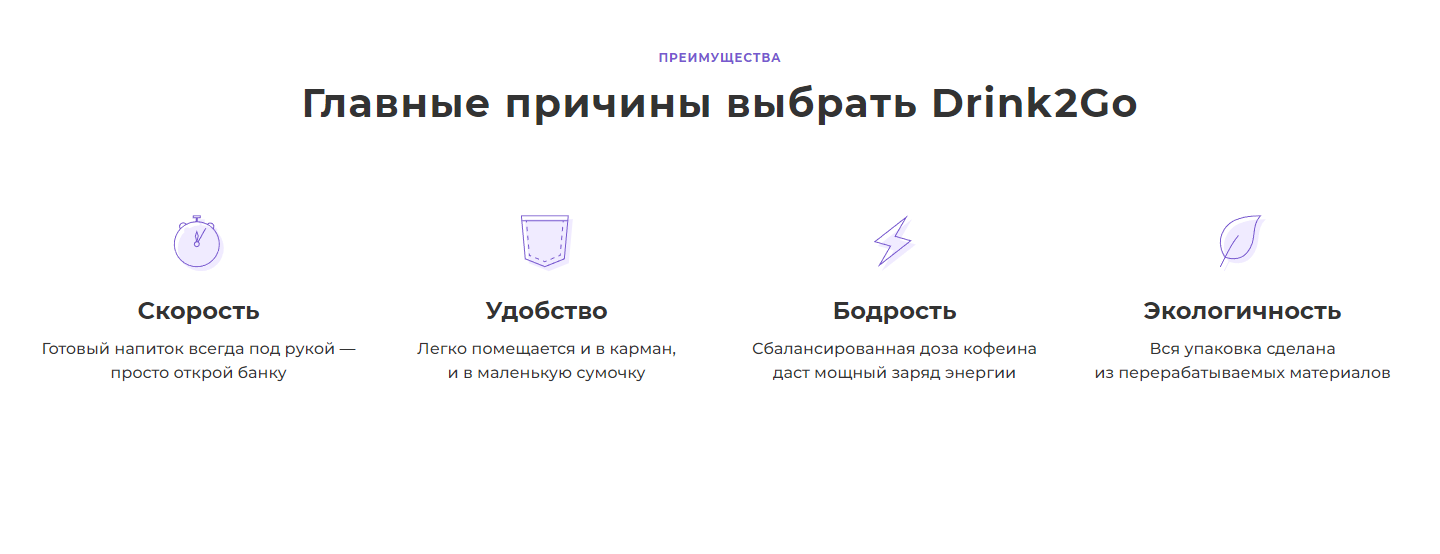 ПРЕИМУЩЕСТВА
Главные причины выбрать Drink2Go
Скорость
Готовый напиток всегда под рукой —
просто открой банку
Удобство
Легко помещается и в карман,
и в маленькую сумочку
Бодрость
Сбалансированная доза кофеина
даст мощный заряд энергии
Экологичность
Вся упаковка сделана
из перерабатываемых материалов